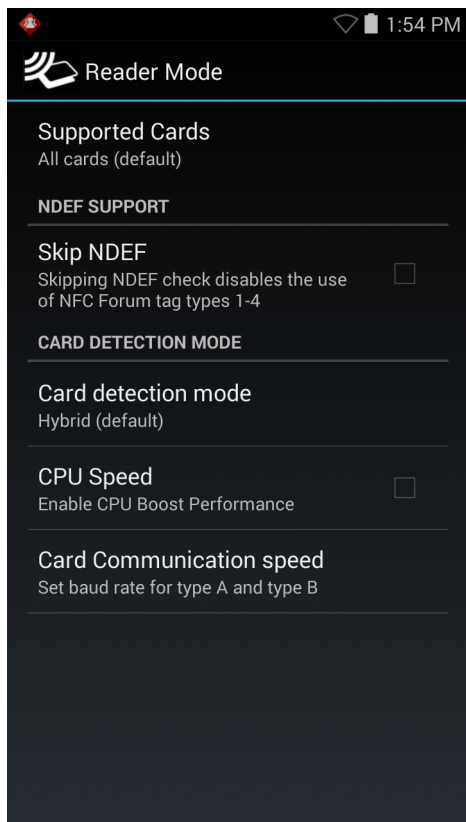 1:54 PM
Reader Mode
Supported Cards
All cards (default)
NDEF SUPPORT
Skip NDEF
Skipping NDEF check disables the use
of NFC Forum tag types 1-4
CARD DETECTION MODE
Card detection mode
Hybrid (default)
CPU Speed
Enable CPU Boost Performance
Card Communication speed
Set baud rate for type A and type B